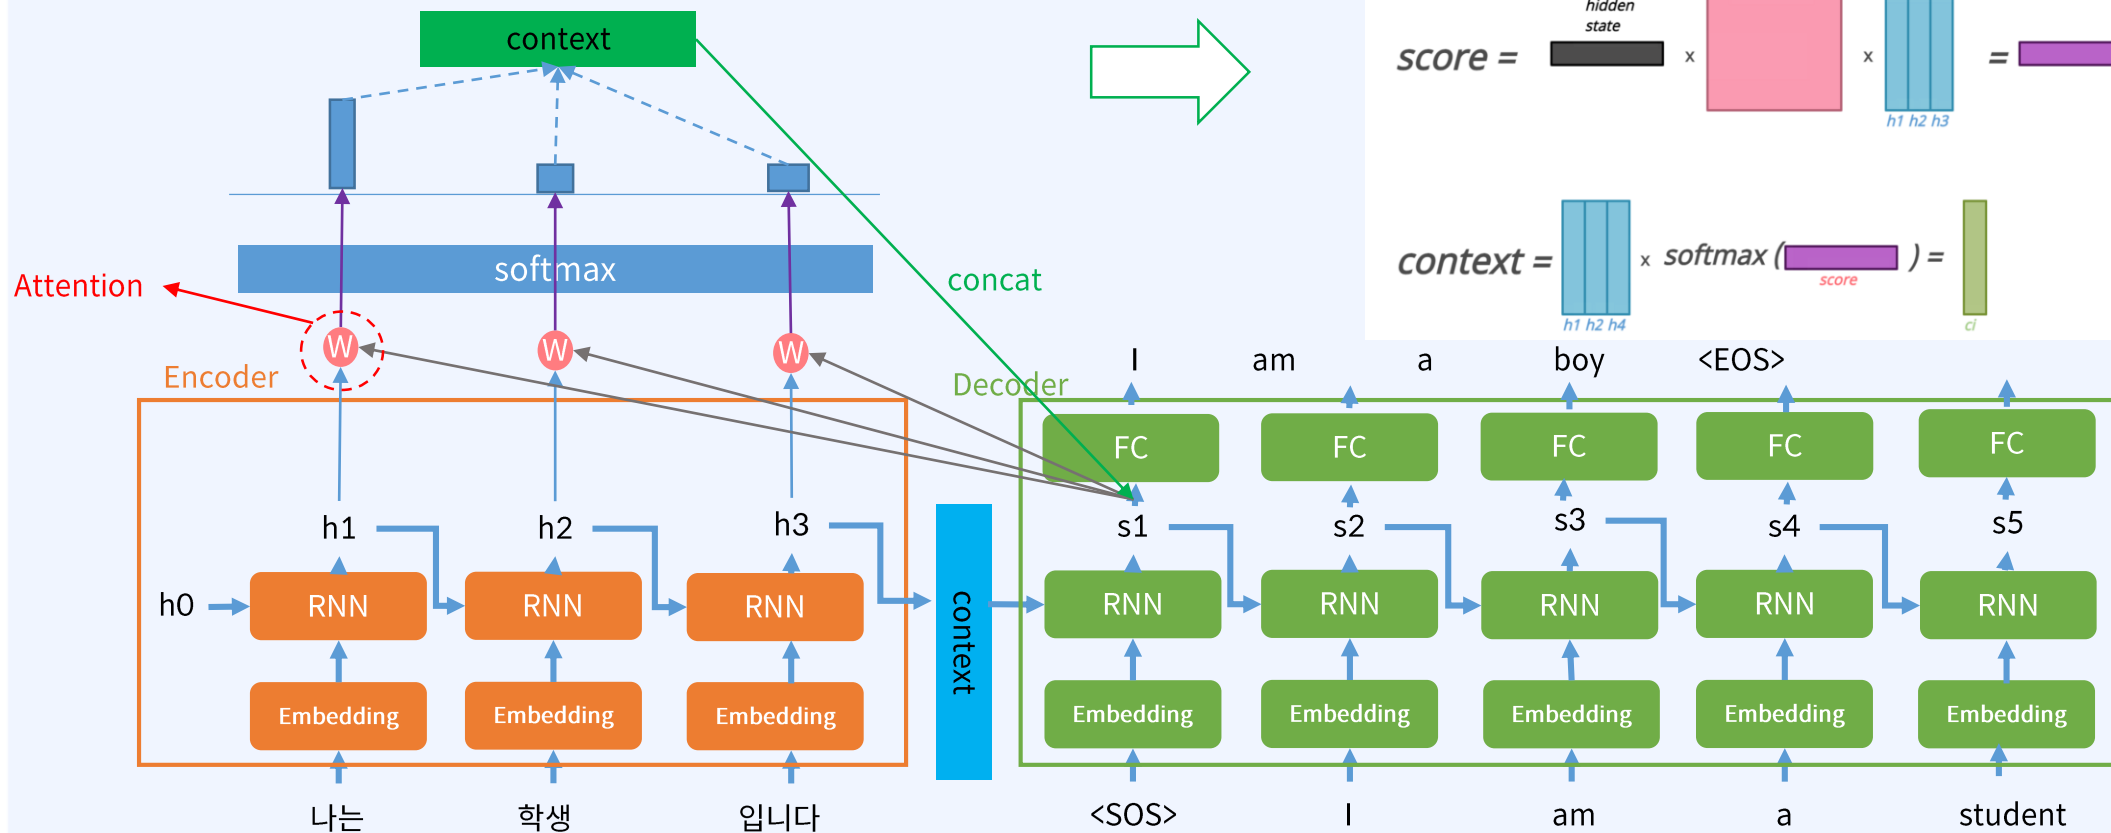 context
hidden
state
score =
x
x
=
h1 h2 h3
softmax
Attention
concat
context =
x
softmax (
) =
score
h1 h2 h4
ci
W
W
W
Encoder
Decoder
I
am
a
boy
<EOS>
FC
FC
FC
FC
FC
h1
h2
h3
s1
s2
s3
s4
s5
h0
RNN
RNN
RNN
context
RNN
RNN
RNN
RNN
RNN
Embedding
Embedding
Embedding
Embedding
Embedding
Embedding
Embedding
Embedding
나는
학생
입니다
<SOS>
I
am
a
student